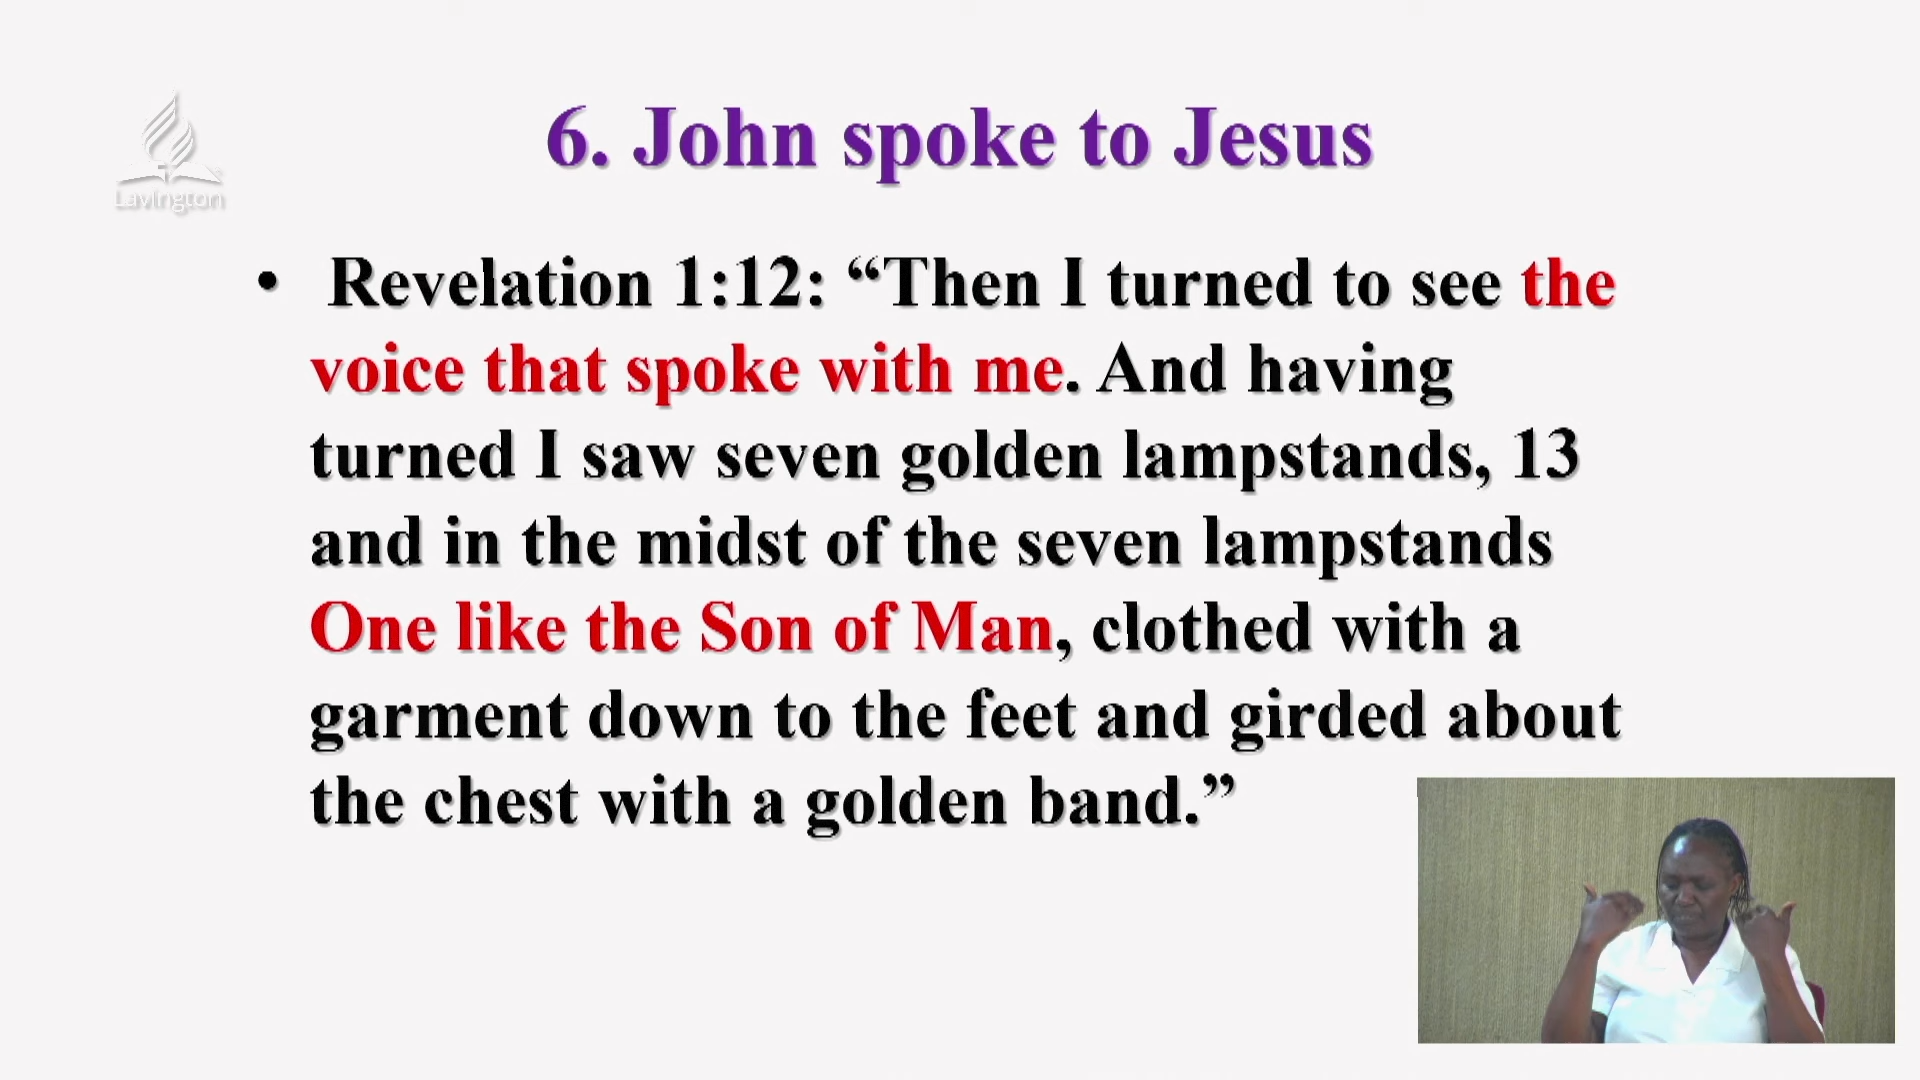 6. John spoke to Jesus
Lavington
• Revelation 1:12: “Then I turned to see the
voice that spoke with me. And having
turned I saw seven golden lampstands, 13
and in the midst of the seven lampstands
One like the Son of Man, clothed with a
garment down to the feet and girded about
the chest with a golden band.”